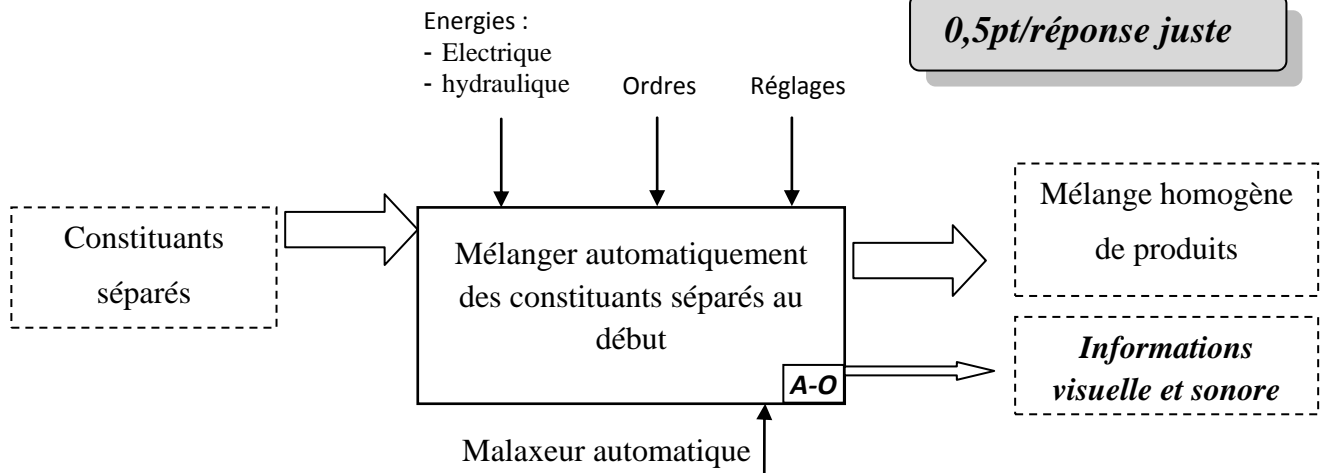 Energies :
- Electrique
- hydraulique
Ordres
Réglages
0,5pt/réponse juste
Constituants
séparés
Mélanger automatiquement
des constituants séparés au
début
A-O
Mélange homogène
de produits
Informations
visuelle et sonore
Malaxeur automatique